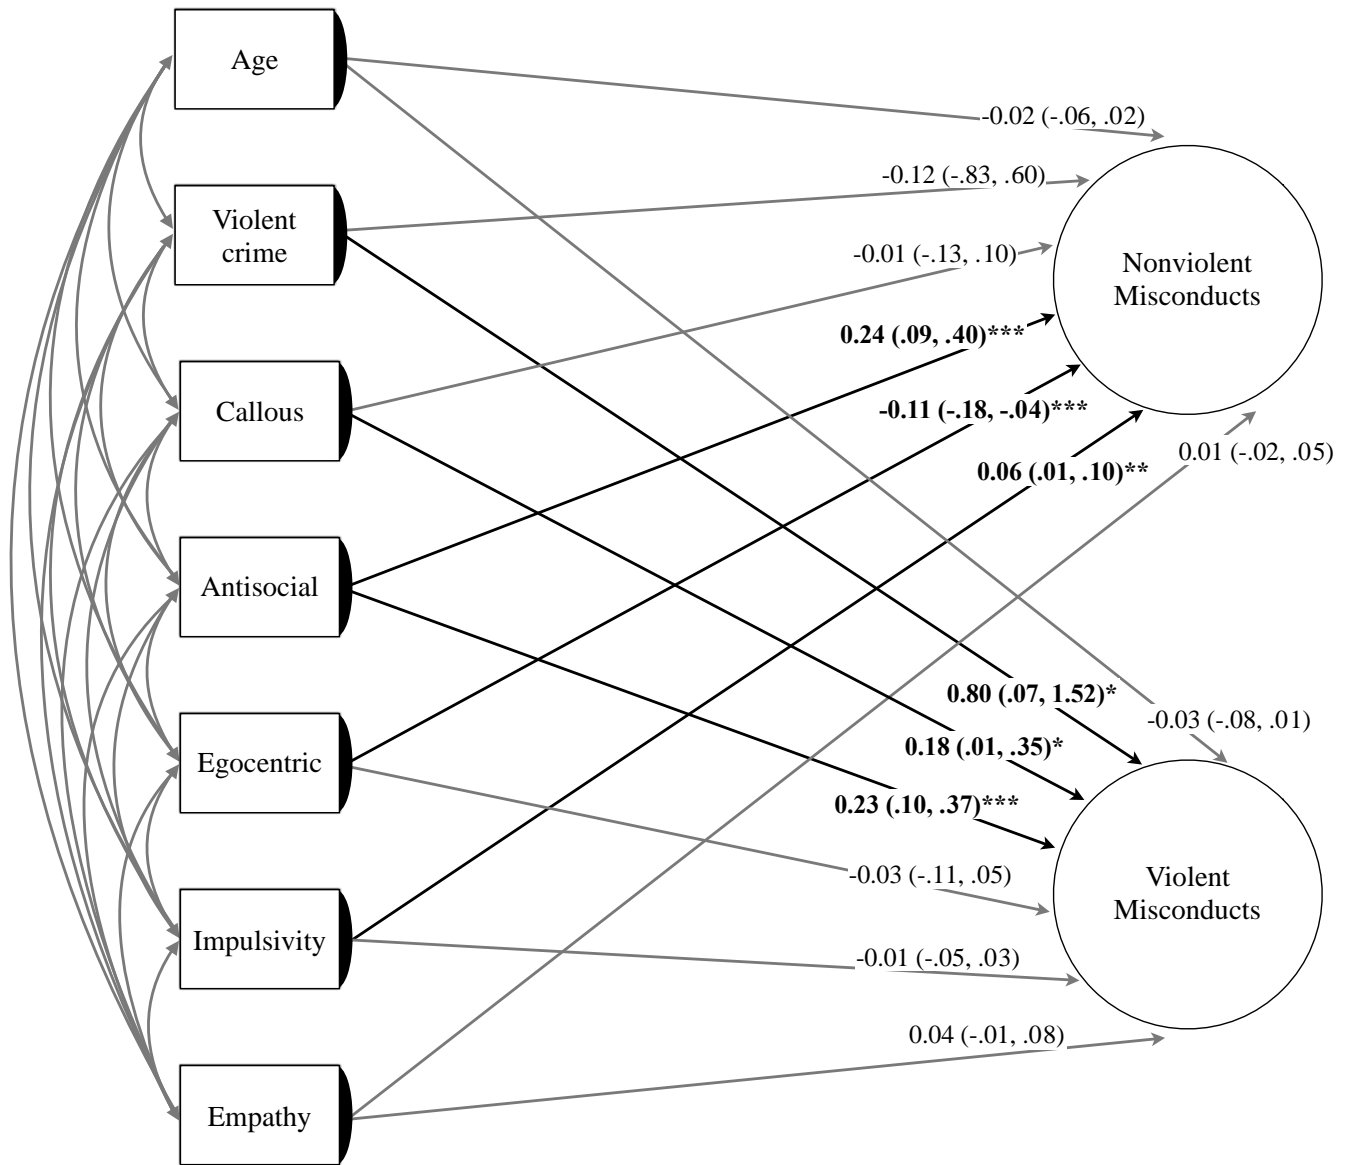 Age
-0.02 (-.06, .02)
Violent
crime
-0.12 (-.83, .60)
Nonviolent
Misconducts
-0.01 (-.13, .10)
0.24 (.09, .40)***
Callous
-0.11 (-.18, -.04)***
0.01 (-.02, .05)
0.06 (.01, .10)**
Antisocial
0.80 (.07, 1.52)*
-0.03 (-.08, .01)
0.18 (.01, .35)*
Egocentric
0.23 (.10, .37)***
-0.03 (-.11, .05)
Violent
Misconducts
Impulsivity
-0.01 (-.05, .03)
0.04 (-.01, .08)
Empathy